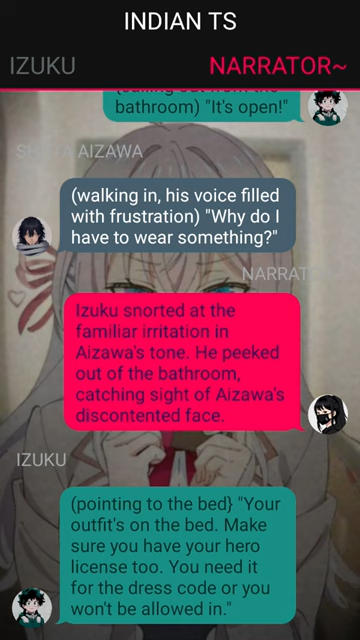 INDIAN TS
IZUKU
NARRATOR~
bathroom) "It's open!"
AIZAWA
(walking in, his voice filled
with frustration) "Why do I
have to wear something?"
NARRAT
Izuku snorted at the
familiar irritation in
Aizawa's tone. He peeked
out of the bathroom,
catching sight of Aizawa's
discontented face.
IZUKU
(pointing to the bed} "Your
outfit's on the bed. Make
sure you have your hero
license too. You need it
for the dress code or you
won't be allowed in."